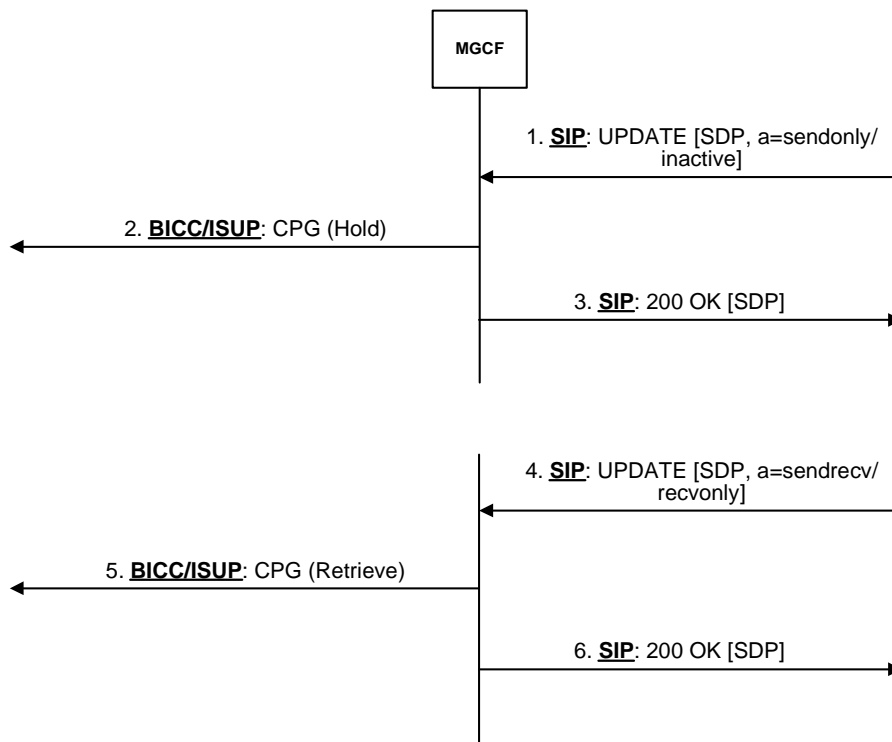 MGCF
1. SIP: UPDATE [SDP, a=sendonly/
inactive]
2. BICC/ISUP: CPG (Hold)
3. SIP: 200 OK [SDP]
4. SIP: UPDATE [SDP, a=sendrecv/
recvonly]
5. BICC/ISUP: CPG (Retrieve)
6. SIP: 200 OK [SDP]